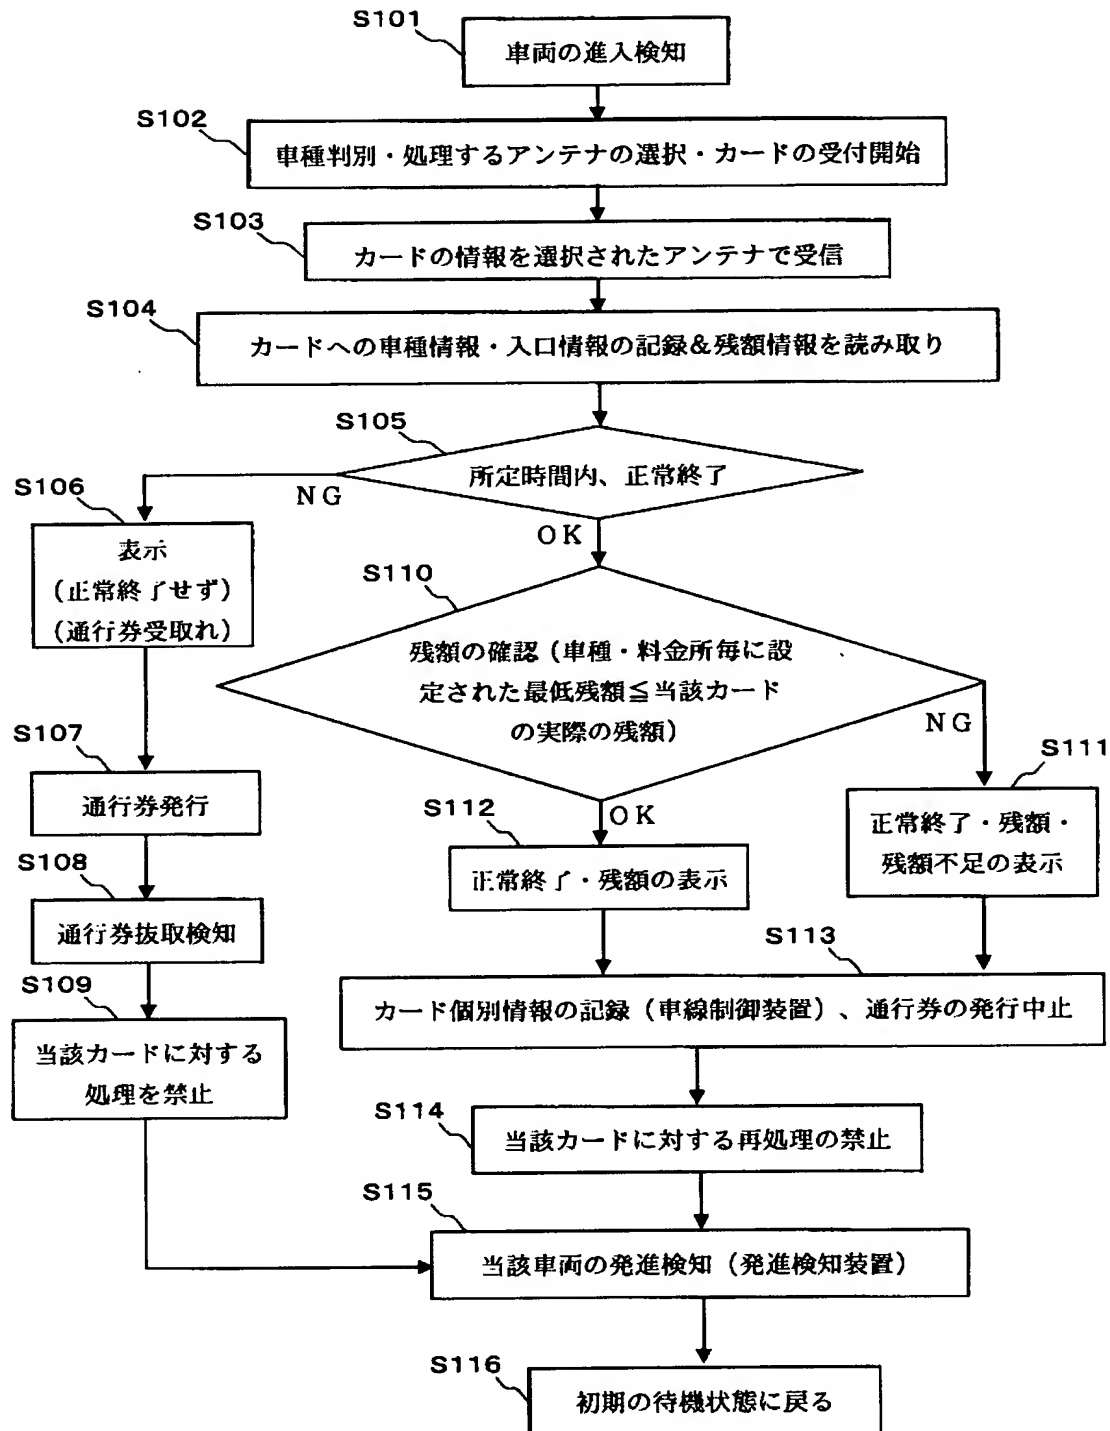 S101
車両の進入検知
S102
車種判別・処理するアンテナの選択・カードの受付開始
S103
カードの情報を選択されたアンテナで受信
S104
カードへの車種情報・入口情報の記録&残額情報を読み取り
S105
所定時間内、正常終了
NG
OK
S106
表示
(正常終了せず)
(通行券受取れ)
S107
通行券発行
S108
通行券抜取検知
S109
当該カードに対する
処理を禁止
S110
残額の確認(車種・料金所毎に設
定された最低残額≦当該カード
の実際の残額)
NG
OK
S111
正常終了・残額・
残額不足の表示
S112
正常終了・残額の表示
S113
カード個別情報の記録(車線制御装置)、通行券の発行中止
S114
当該カードに対する再処理の禁止
S115
当該車両の発進検知(発進検知装置)
S116
初期の待機状態に戻る